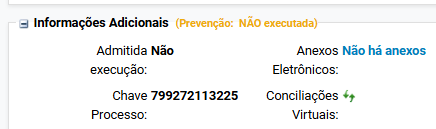 Informações Adicionais (Prevenção: NÃO executada)
Admitida Não Anexos Não há anexos
execução: Eletrônicos:
Chave 799272113225 Conciliações
Processo: Virtuais: